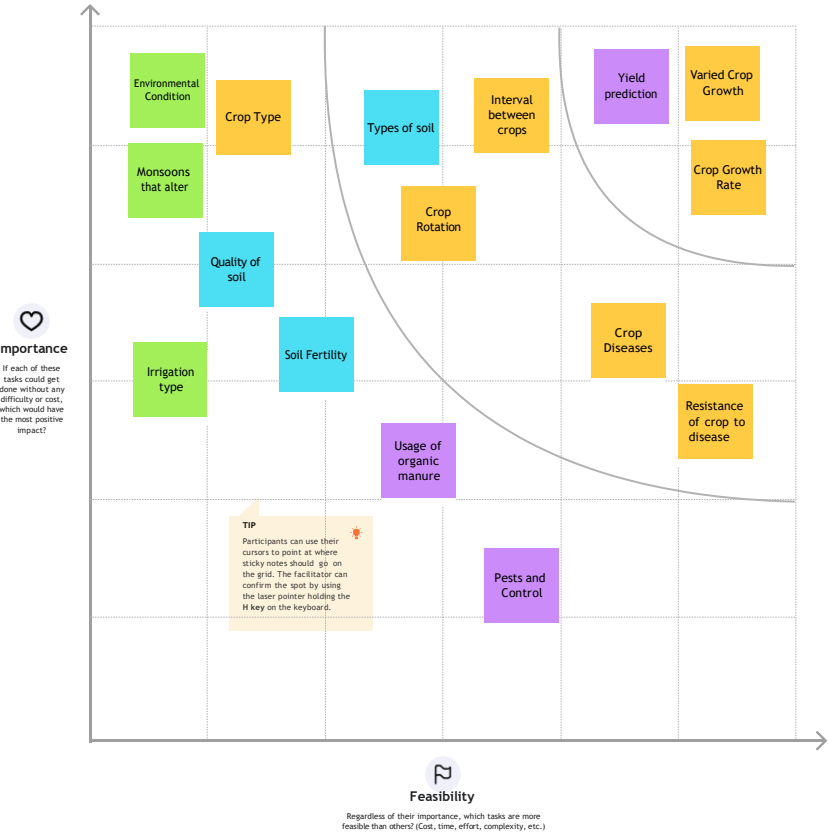 Environmental
Condition
Crop Type
Types of soil
Interval
between
crops
Yield
prediction
Varied Crop
Growth
Monsoons
that alter
Crop
Rotation
Crop Growth
Rate
Quality of
soil
Soil Fertility
Crop
Diseases
Irrigation
type
Resistance
of crop to
disease
Usage of
organic
manure
Pests and
Control
mportance
If each of these
tasks could get
done without any
difficulty or cost,
which would have
the most positive
impact?
TIP
Participants can use their
cursors to point at where
sticky notes should go on
the grid. The facilitator can
confirm the spot by using
the laser pointer holding the
H key on the keyboard.
Feasibility
Regardless of their importance, which tasks are more
feasible than others? (Cost, time, effort, complexity, etc.)